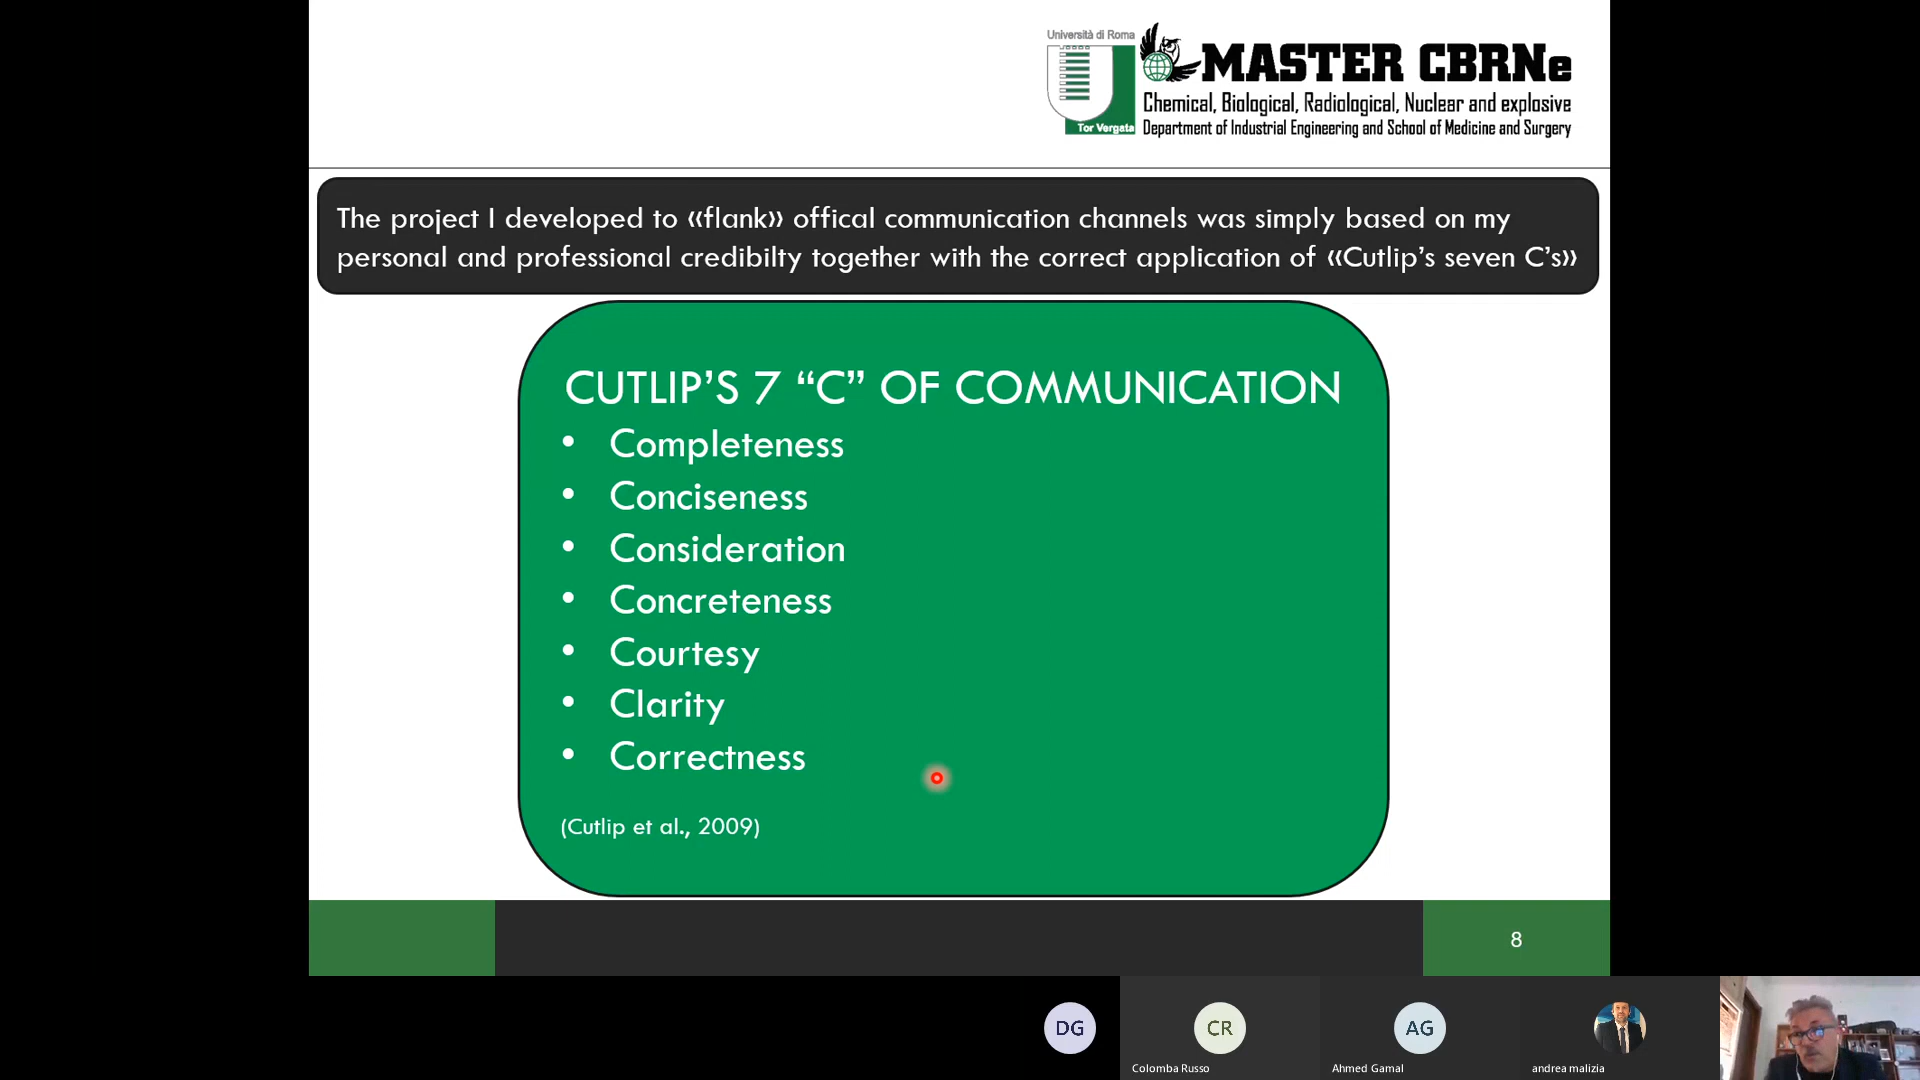 Università di Roma
Tor Vergata
MASTER CBRNe
Chemical, Biological, Radiological, Nuclear and explosive
Department of Industrial Engineering and School of Medicine and Surgery
The project I developed to «flank» offical communication channels was simply based on my
personal and professional credibilty together with the correct application of «Cutlip’s seven C’s»
CUTLIP’S 7 “C” OF COMMUNICATION
• Completeness
• Conciseness
• Consideration
• Concreteness
• Courtesy
• Clarity
• Correctness
(Cutlip et al., 2009)
8
DG
CR
AG
Colomba Russo
Ahmed Gamal
andrea malizia